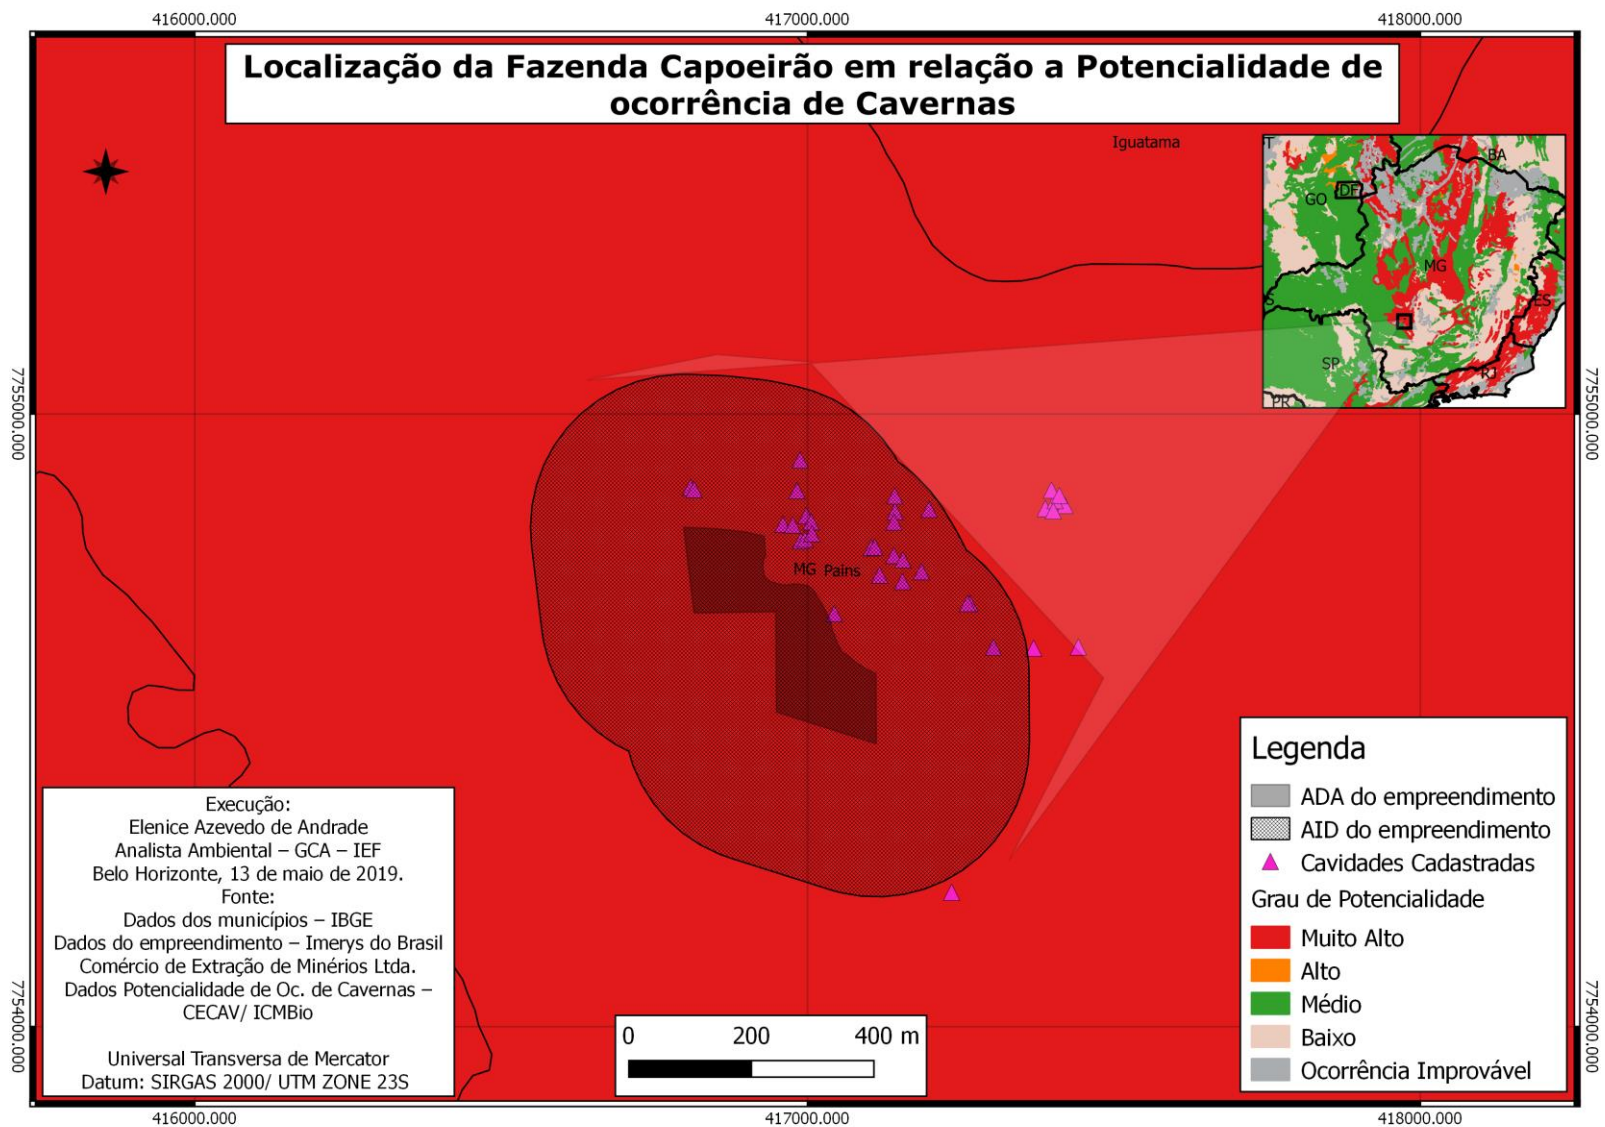 416000.000
417000.000
418000.000
Localização da Fazenda Capoeirão em relação a Potencialidade de
ocorrência de Cavernas
Iguatama
BA
GO
DF
MG
ES
SP
RJ
PR
7755000.000
7755000.000
MG Pains
Legenda
ADA do empreendimento
AID do empreendimento
Cavidades Cadastradas
Grau de Potencialidade
Muito Alto
Alto
Médio
Baixo
Ocorrência Improvável
Execução:
Elenice Azevedo de Andrade
Analista Ambiental – GCA – IEF
Belo Horizonte, 13 de maio de 2019.
Fonte:
Dados dos municípios – IBGE
Dados do empreendimento – Imerys do Brasil
Comércio de Extração de Minérios Ltda.
Dados Potencialidade de Oc. de Cavernas –
CECAV/ ICMBio
Universal Transversa de Mercator
Datum: SIRGAS 2000/ UTM ZONE 23S
0 200 400 m
7754000.000
7754000.000
416000.000
417000.000
418000.000